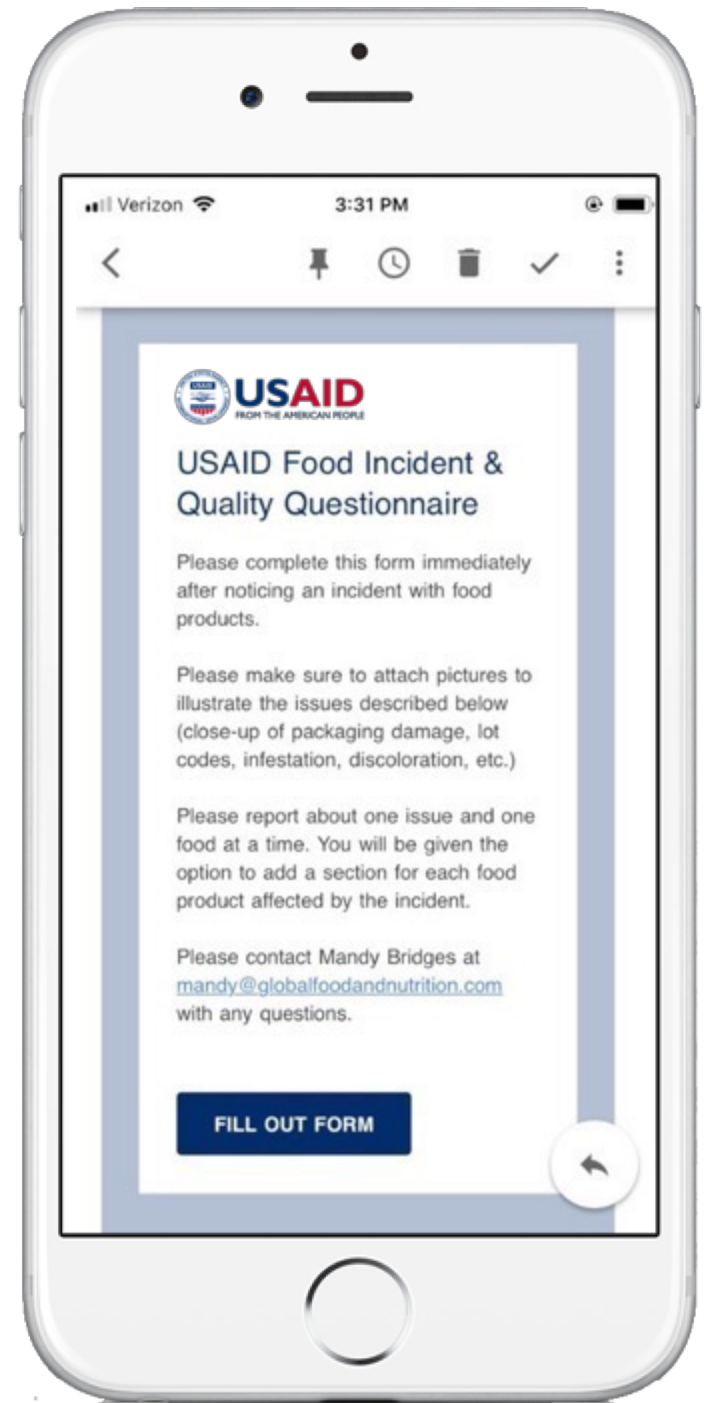 Verizon
3:31 PM
USAID
FROM THE AMERICAN PEOPLE
USAID Food Incident &
Quality Questionnaire
Please complete this form immediately
after noticing an incident with food
products.
Please make sure to attach pictures to
illustrate the issues described below
(close-up of packaging damage, lot
codes, infestation, discoloration, etc.)
Please report about one issue and one
food at a time. You will be given the
option to add a section for each food
product affected by the incident.
Please contact Mandy Bridges at
mandy@globalfoodandnutrition.com
with any questions.
FILL OUT FORM